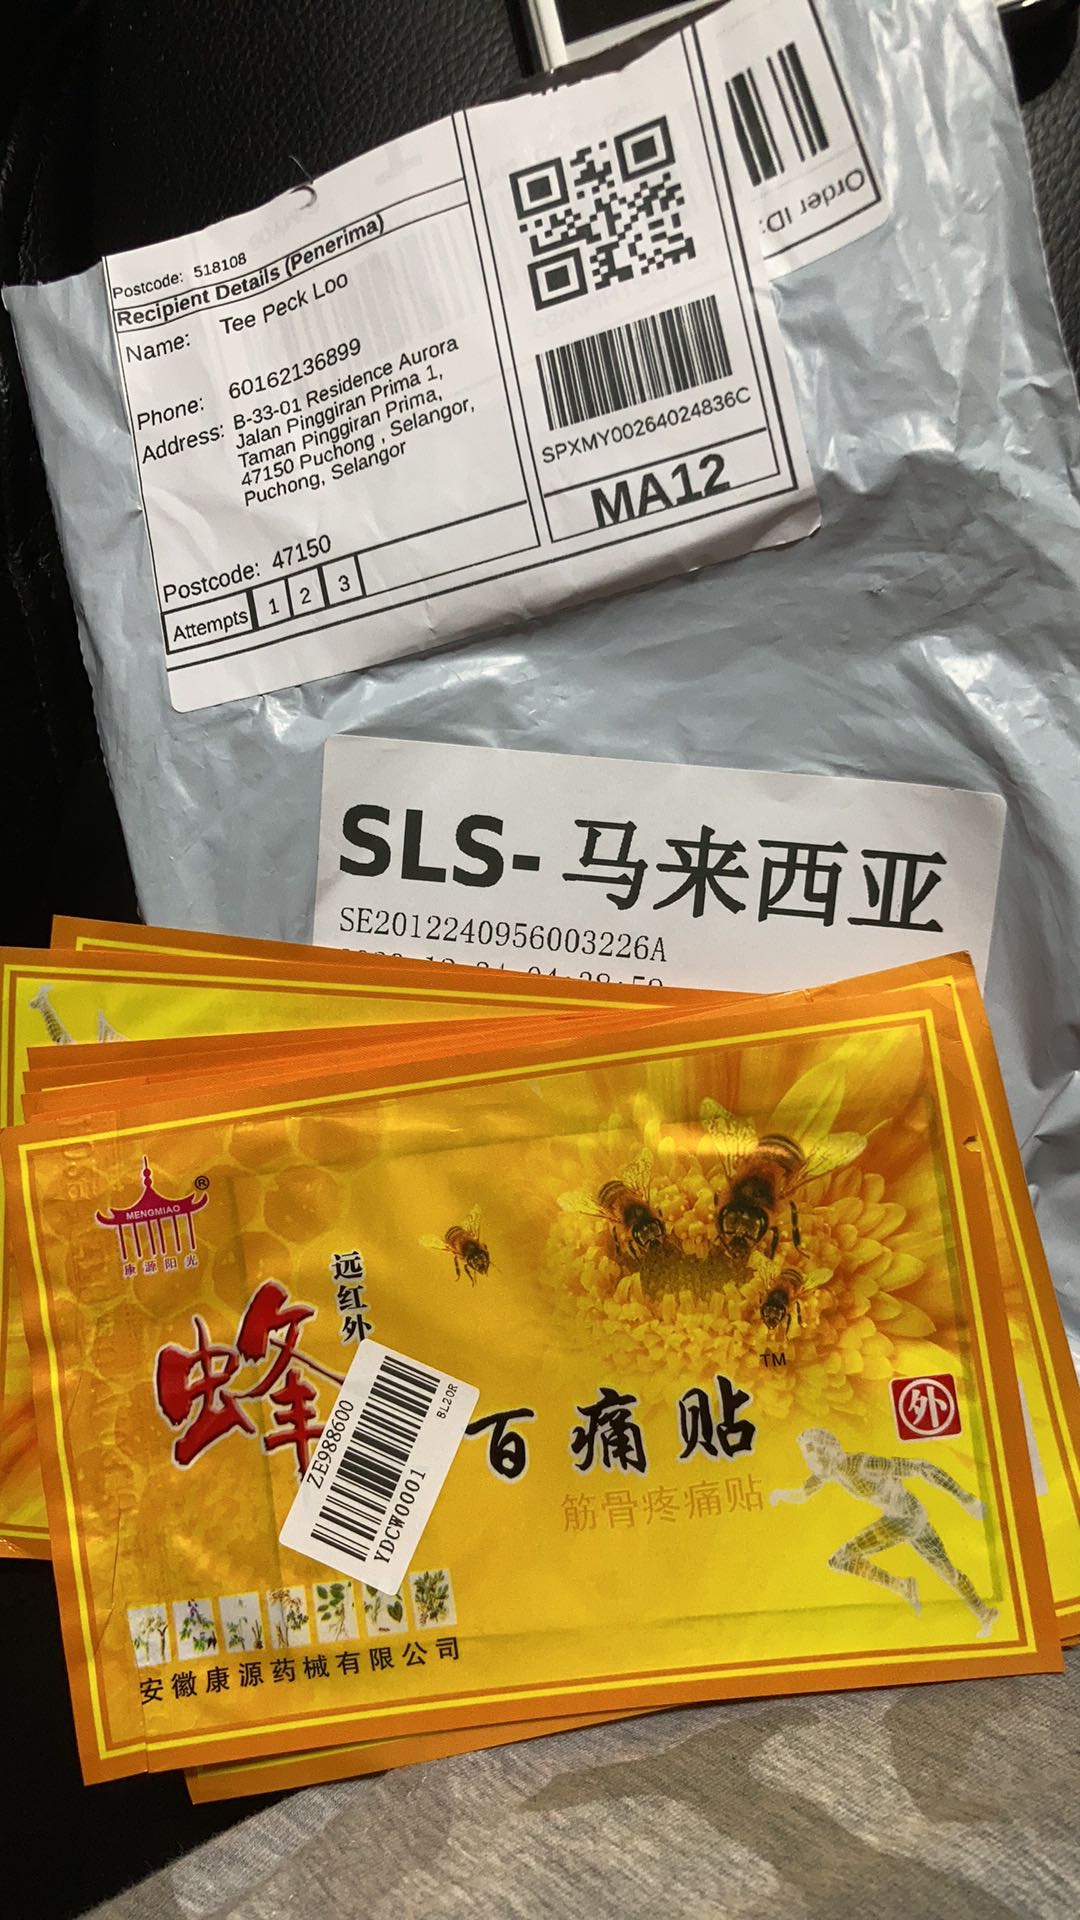 Postcode: 518108
Recipient Details (Penerima)
Name: Tee Peck Loo
Phone: 60162136899
Address: B-33-01 Residence Aurora
Jalan Pinggiran Prima 1,
Taman Pinggiran Prima,
47150 Puchong , Selangor,
Puchong, Selangor
Postcode: 47150
Attempts 1 2 3
SPXMY00264024836C
MA12
Order ID:
SLS-马来西亚
SE2012240956003226A
MENGMIAO ®
康源阳光
远红外
蜂 百痛贴 TM
外
筋骨疼痛贴
ZE988600
YDCW0001
BL20R
安徽康源药械有限公司